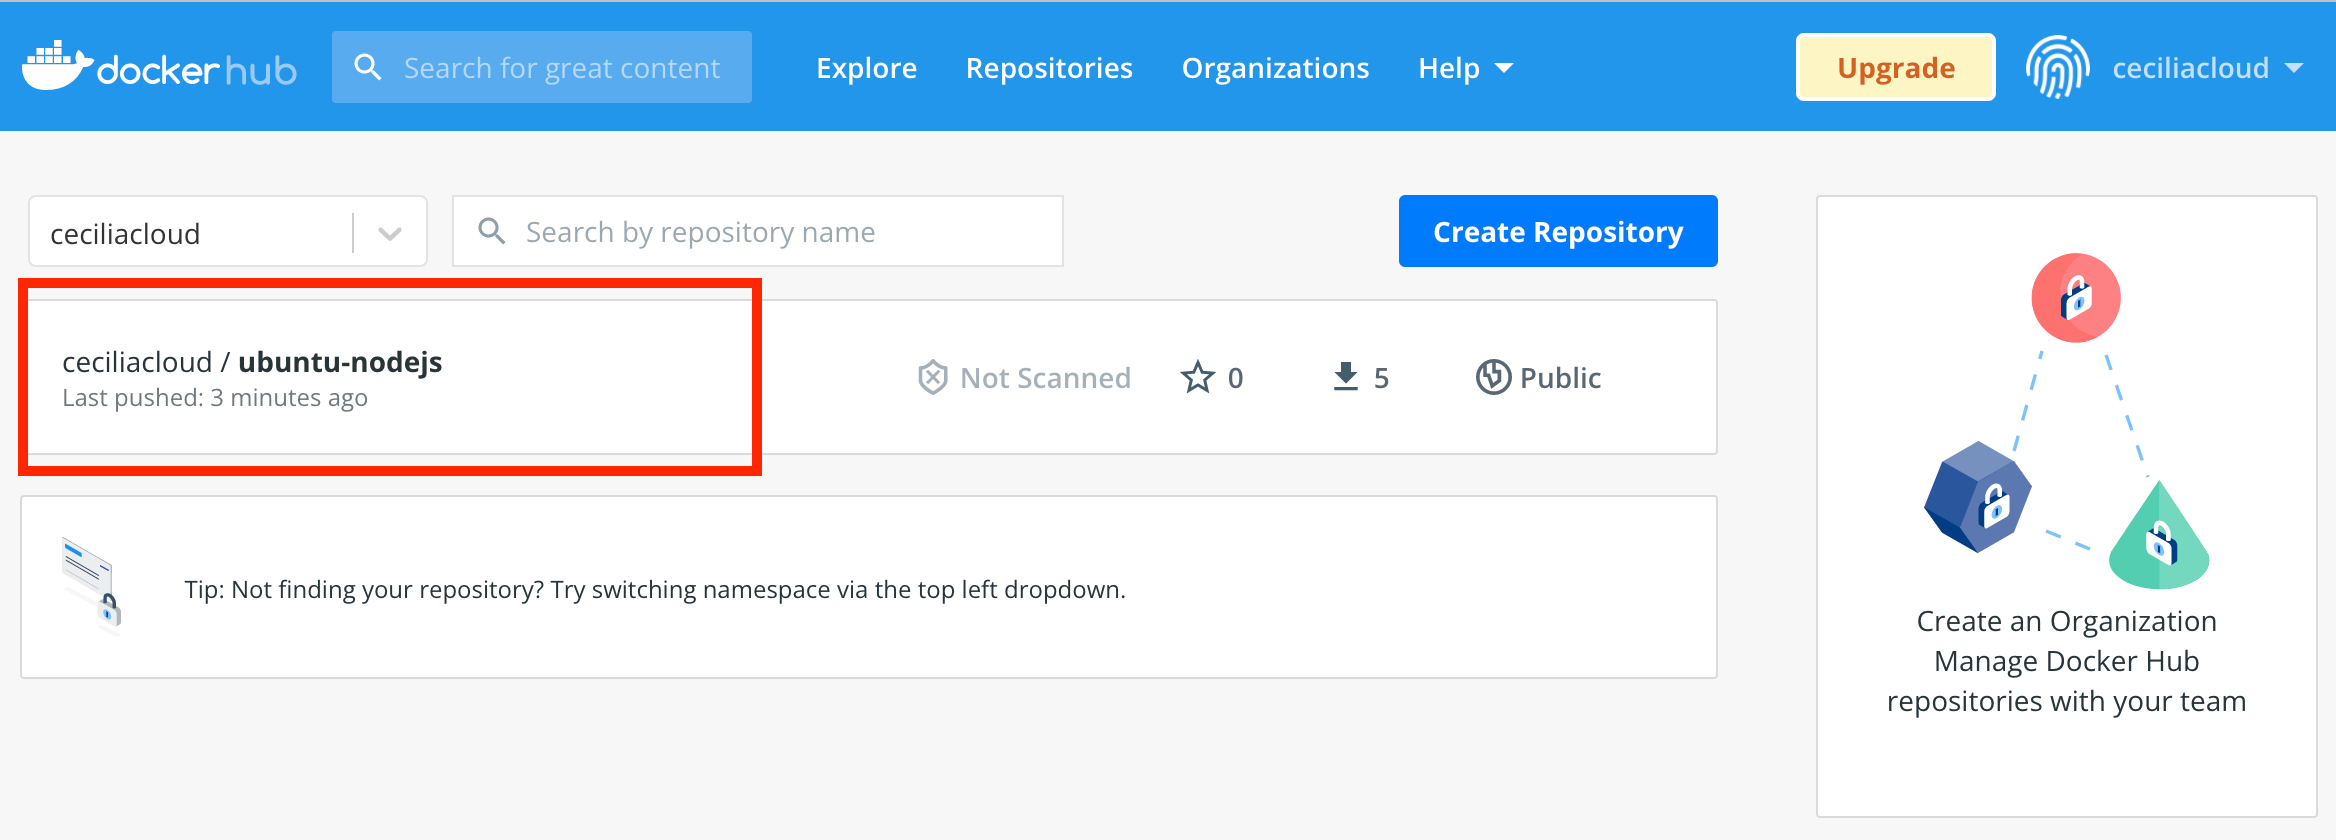 docker hub
Search for great content
Explore
Repositories
Organizations
Help
Upgrade
ceciliacloud
ceciliacloud
Search by repository name
Create Repository
ceciliacloud / ubuntu-nodejs
Last pushed: 3 minutes ago
Not Scanned
0
5
Public
Tip: Not finding your repository? Try switching namespace via the top left dropdown.
Create an Organization
Manage Docker Hub
repositories with your team